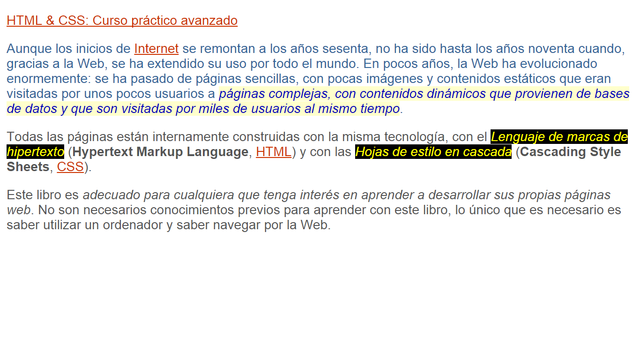 HTML & CSS: Curso práctico avanzado
Aunque los inicios de Internet se remontan a los años sesenta, no ha sido hasta los años noventa cuando,
gracias a la Web, se ha extendido su uso por todo el mundo. En pocos años, la Web ha evolucionado
enormemente: se ha pasado de páginas sencillas, con pocas imágenes y contenidos estáticos que eran
visitadas por unos pocos usuarios a páginas complejas, con contenidos dinámicos que provienen de bases
de datos y que son visitadas por miles de usuarios al mismo tiempo.
Todas las páginas están internamente construidas con la misma tecnología, con el Lenguaje de marcas de
hipertexto (Hypertext Markup Language, HTML) y con las Hojas de estilo en cascada (Cascading Style
Sheets, CSS).
Este libro es adecuado para cualquiera que tenga interés en aprender a desarrollar sus propias páginas
web. No son necesarios conocimientos previos para aprender con este libro, lo único que es necesario es
saber utilizar un ordenador y saber navegar por la Web.